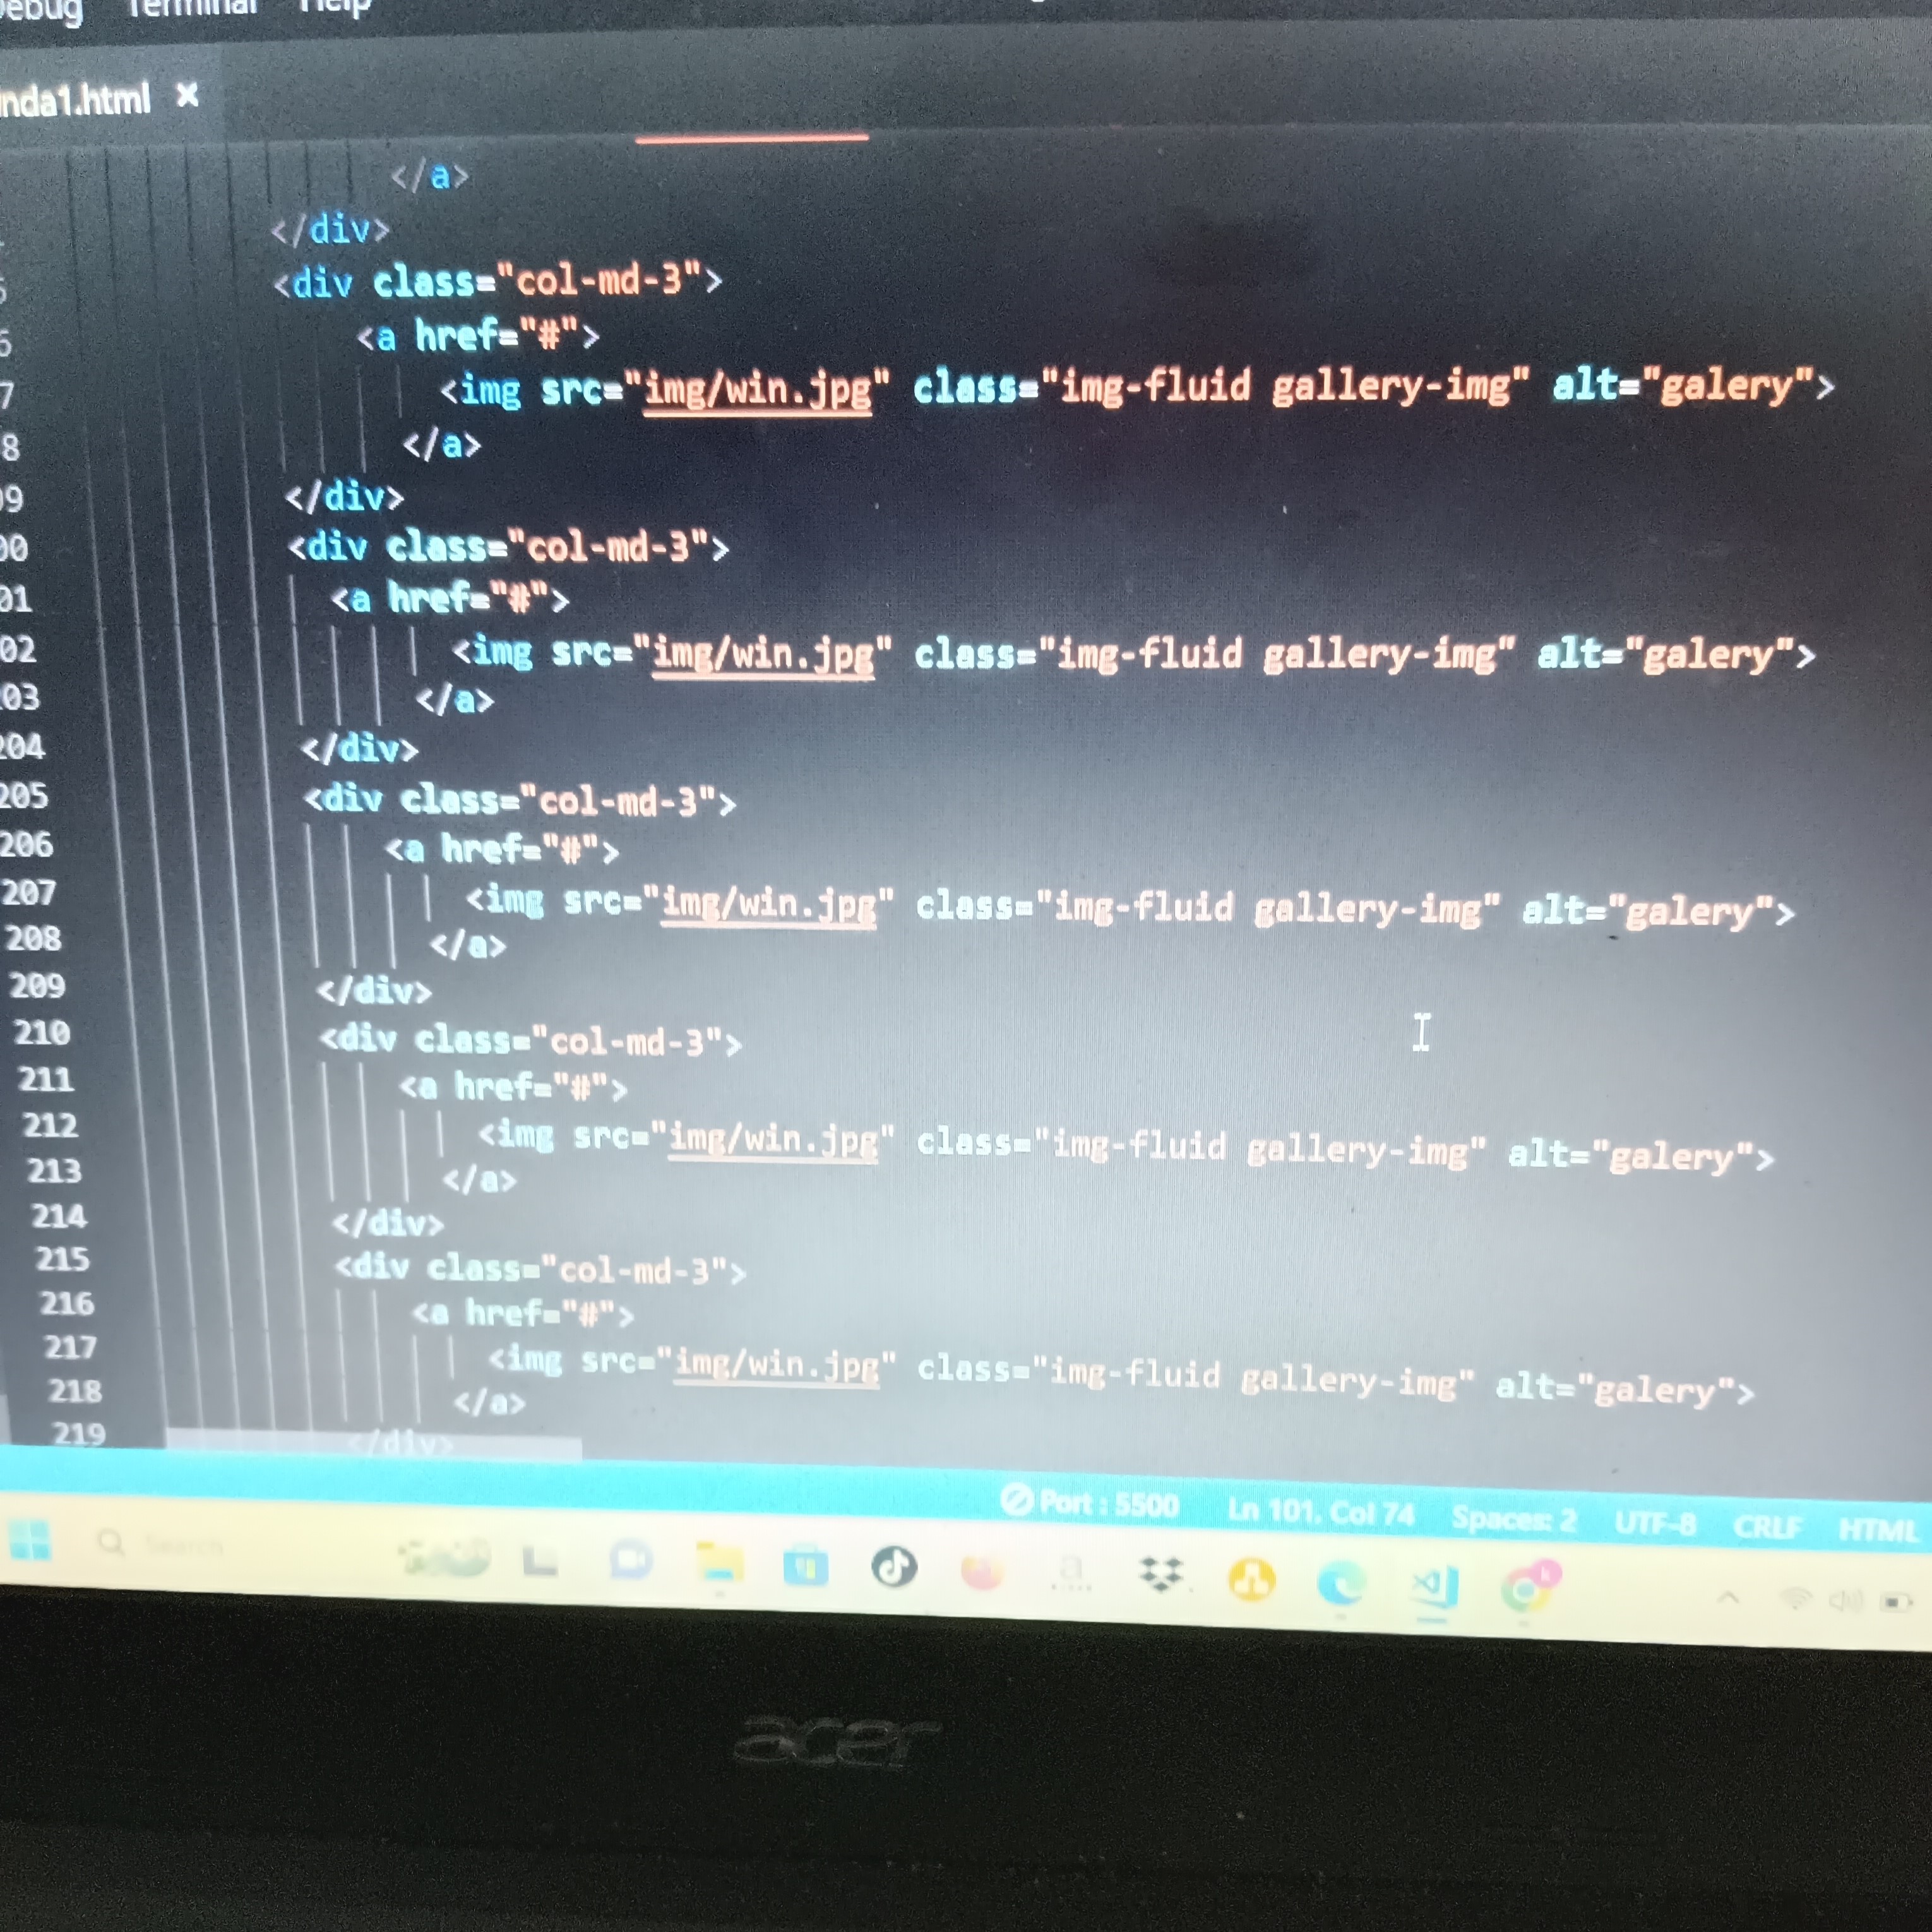 Terminal Help
nda1.html ×
</a>
</div>
<div class="col-md-3">
6 <a href="#">
7 <img src="img/win.jpg" class="img-fluid gallery-img" alt="galery">
8 </a>
99 </div>
00 <div class="col-md-3">
01 <a href="#">
02 <img src="img/win.jpg" class="img-fluid gallery-img" alt="galery">
03 </a>
204 </div>
205 <div class="col-md-3">
206 <a href="#">
207 <img src="img/win.jpg" class="img-fluid gallery-img" alt="galery">
208 </a>
209 </div>
210 <div class="col-md-3">
211 <a href="#">
212 <img src="img/win.jpg" class="img-fluid gallery-img" alt="galery">
213 </a>
214 </div>
215 <div class="col-md-3">
216 <a href="#">
217 <img src="img/win.jpg" class="img-fluid gallery-img" alt="galery">
218 </a>
219 </div>
Port : 5500 Ln 101, Col 74 Spaces: 2 UTF-8 CRLF HTML
Search
acer